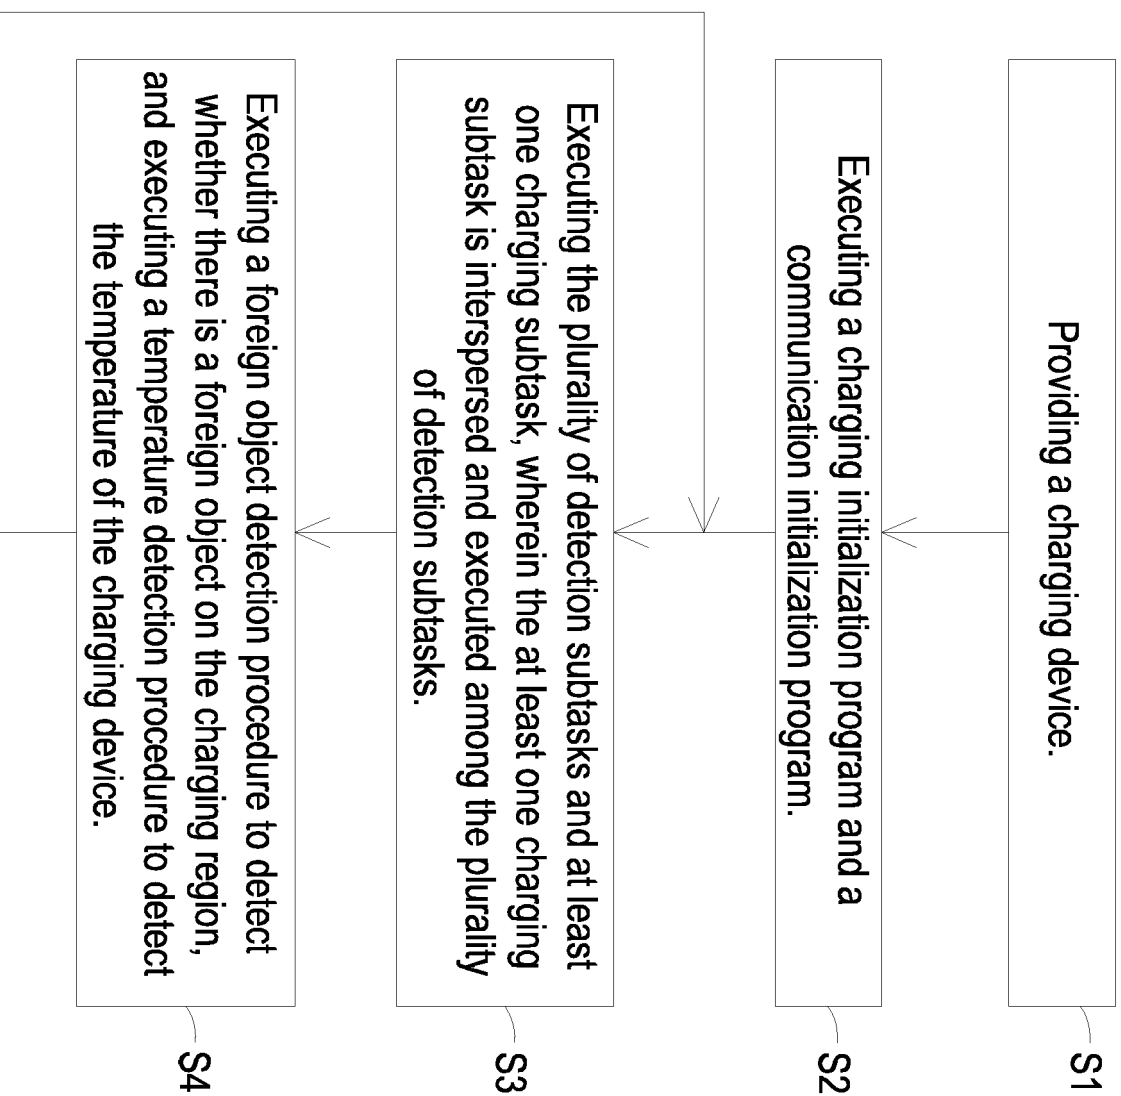 Providing a charging device.
S1
Executing a charging initialization program and a
communication initialization program.
S2
Executing the plurality of detection subtasks and at least
one charging subtask, wherein the at least one charging
subtask is interspersed and executed among the plurality
of detection subtasks.
S3
Executing a foreign object detection procedure to detect
whether there is a foreign object on the charging region,
and executing a temperature detection procedure to detect
the temperature of the charging device.
S4